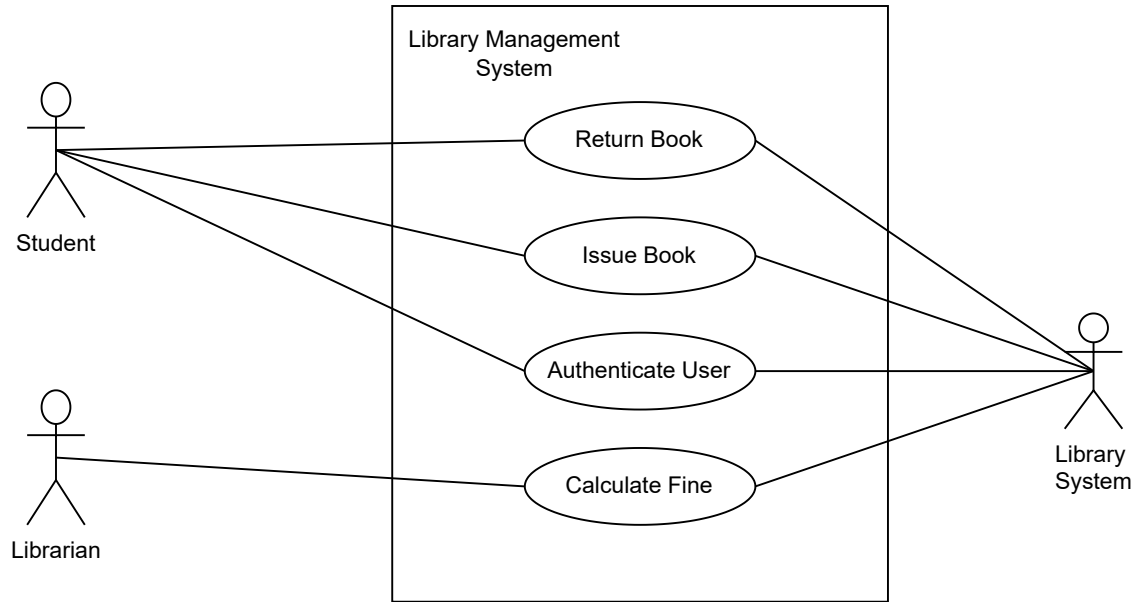 Library Management
System
Return Book
Student
Issue Book
Authenticate User
Library
System
Calculate Fine
Librarian